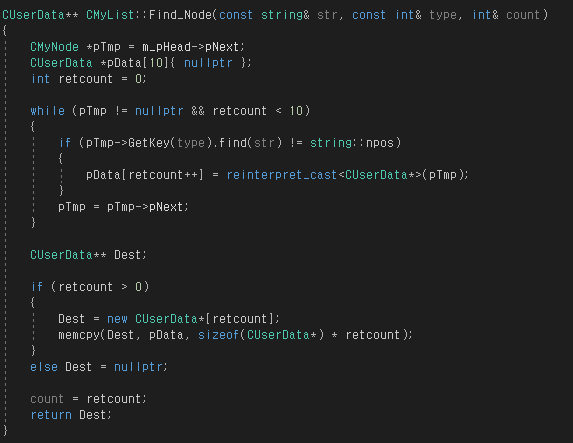 CUserData** CMyList::Find_Node(const string& str, const int& type, int& count)
{
    CMyNode *pTmp = m_pHead->pNext;
    CUserData *pData[10]{ nullptr };
    int retcount = 0;

    while (pTmp != nullptr && retcount < 10)
    {
        if (pTmp->GetKey(type).find(str) != string::npos)
        {
            pData[retcount++] = reinterpret_cast<CUserData*>(pTmp);
        }
        pTmp = pTmp->pNext;
    }

    CUserData** Dest;

    if (retcount > 0)
    {
        Dest = new CUserData*[retcount];
        memcpy(Dest, pData, sizeof(CUserData*) * retcount);
    }
    else Dest = nullptr;

    count = retcount;
    return Dest;
}